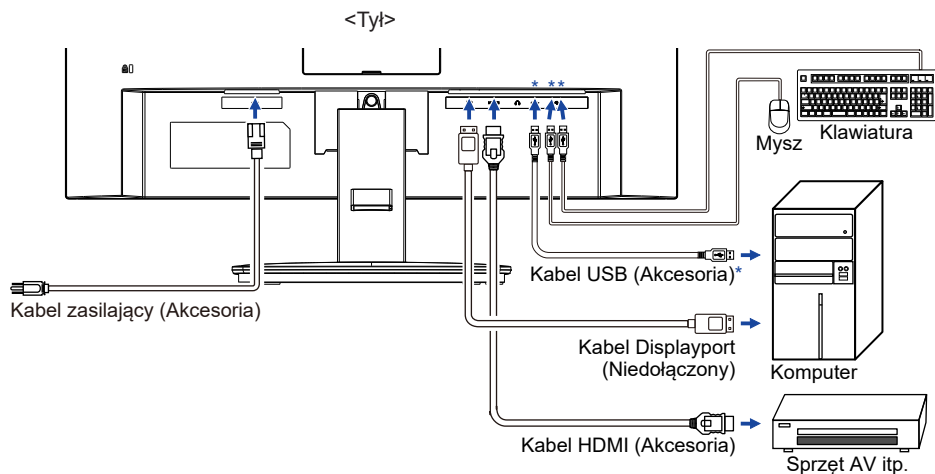 <Tył>
* **
Mysz
Klawiatura
Kabel USB (Akcesoria)*
Kabel zasilający (Akcesoria)
Kabel Displayport
(Niedołączony)
Komputer
Kabel HDMI (Akcesoria)
Sprzęt AV itp.